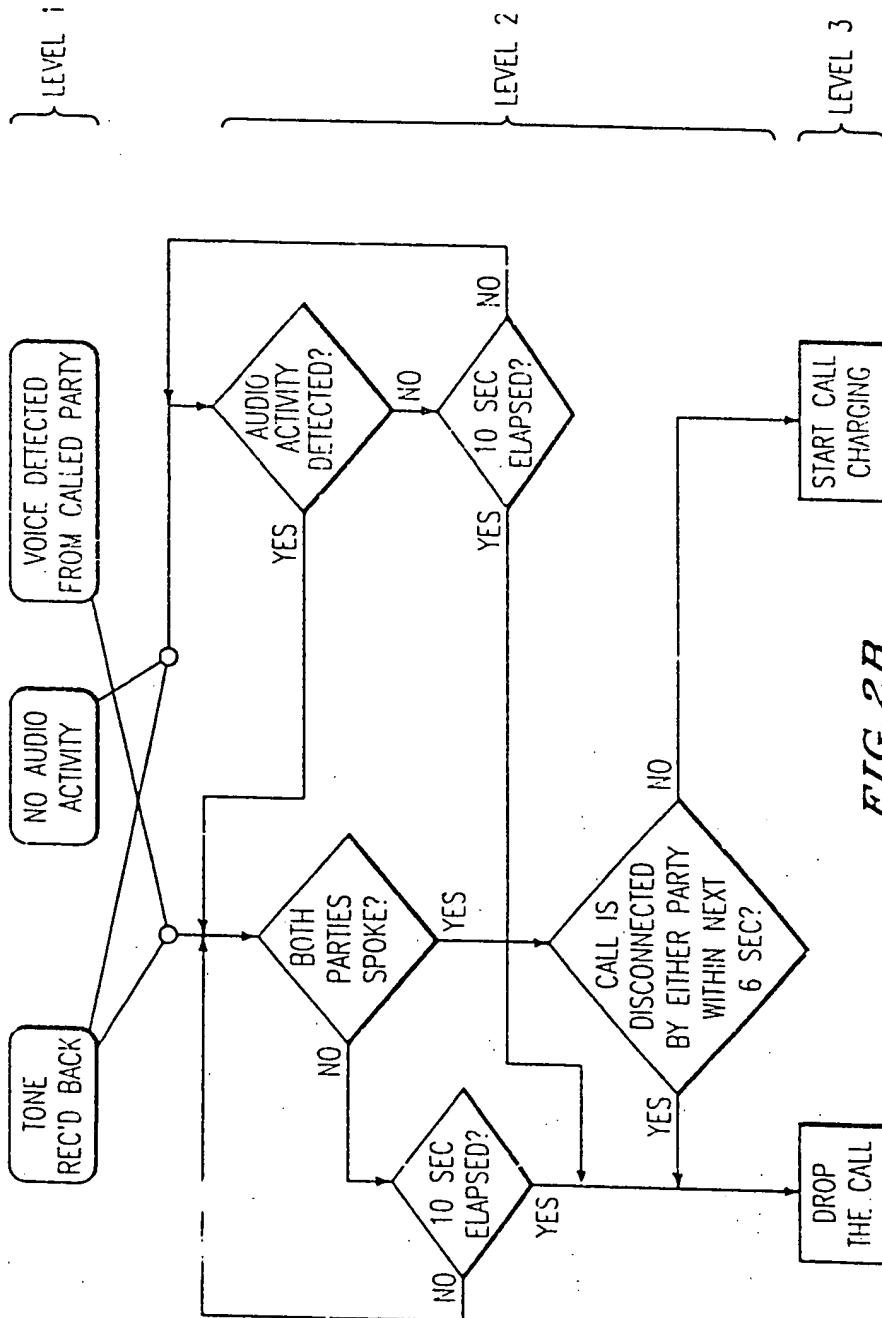 TONE
REC'D BACK
NO AUDIO
ACTIVITY
VOICE DETECTED
FROM CALLED PARTY
LEVEL 1
BOTH
PARTIES
SPOKE?
NO
YES
AUDIO
ACTIVITY
DETECTED?
YES
NO
10 SEC
ELAPSED?
NO
YES
10 SEC
ELAPSED?
YES
NO
LEVEL 2
CALL IS
DISCONNECTED
BY EITHER PARTY
WITHIN NEXT
6 SEC?
YES
NO
DROP
THE CALL
START CALL
CHARGING
LEVEL 3
FIG. 2B